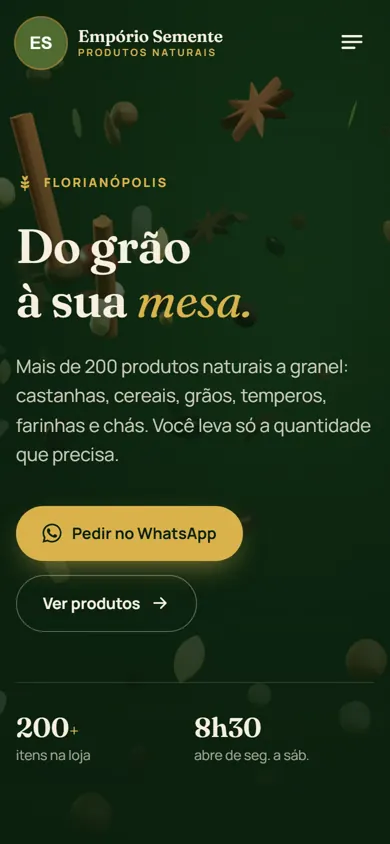 ES
Empório Semente
PRODUTOS NATURAIS
FLORIANÓPOLIS
Do grão
à sua mesa.
Mais de 200 produtos naturais a granel:
castanhas, cereais, grãos, temperos,
farinhas e chás. Você leva só a quantidade
que precisa.
Pedir no WhatsApp
Ver produtos →
200+
itens na loja
8h30
abre de seg. a sáb.